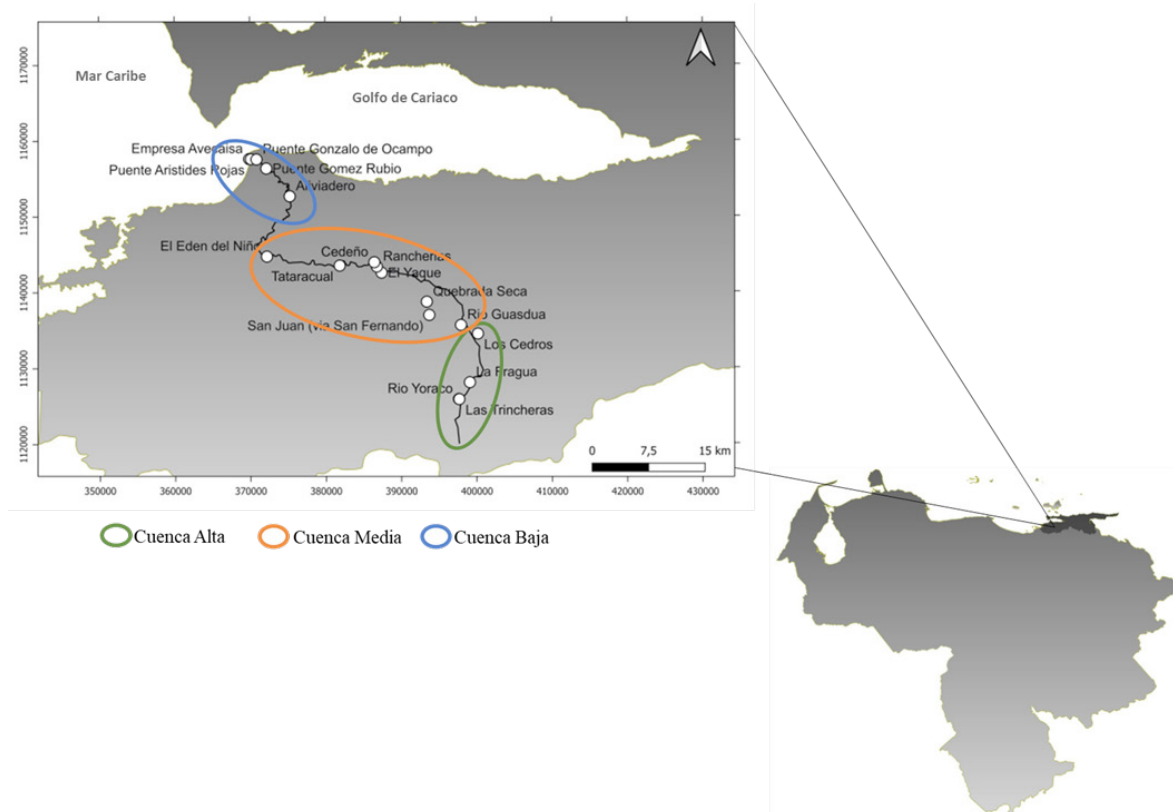 Mar Caribe
Golfo de Cariaco
Empresa Avecaisa
Puente Gonzalo de Ocampo
Puente Aristides Rojas
Puente Gomez Rubio
Aliviadero
El Eden del Niño
Cedeño
Rancherias
Tataracual
El Yaque
Quebrada Seca
San Juan (via San Fernando)
Rio Guasdua
Los Cedros
La Fragua
Rio Yoraco
Las Trincheras
1170000
1160000
1150000
1140000
1130000
1120000
0 7,5 15 km
350000 360000 370000 380000 390000 400000 410000 420000 430000
Cuenca Alta Cuenca Media Cuenca Baja